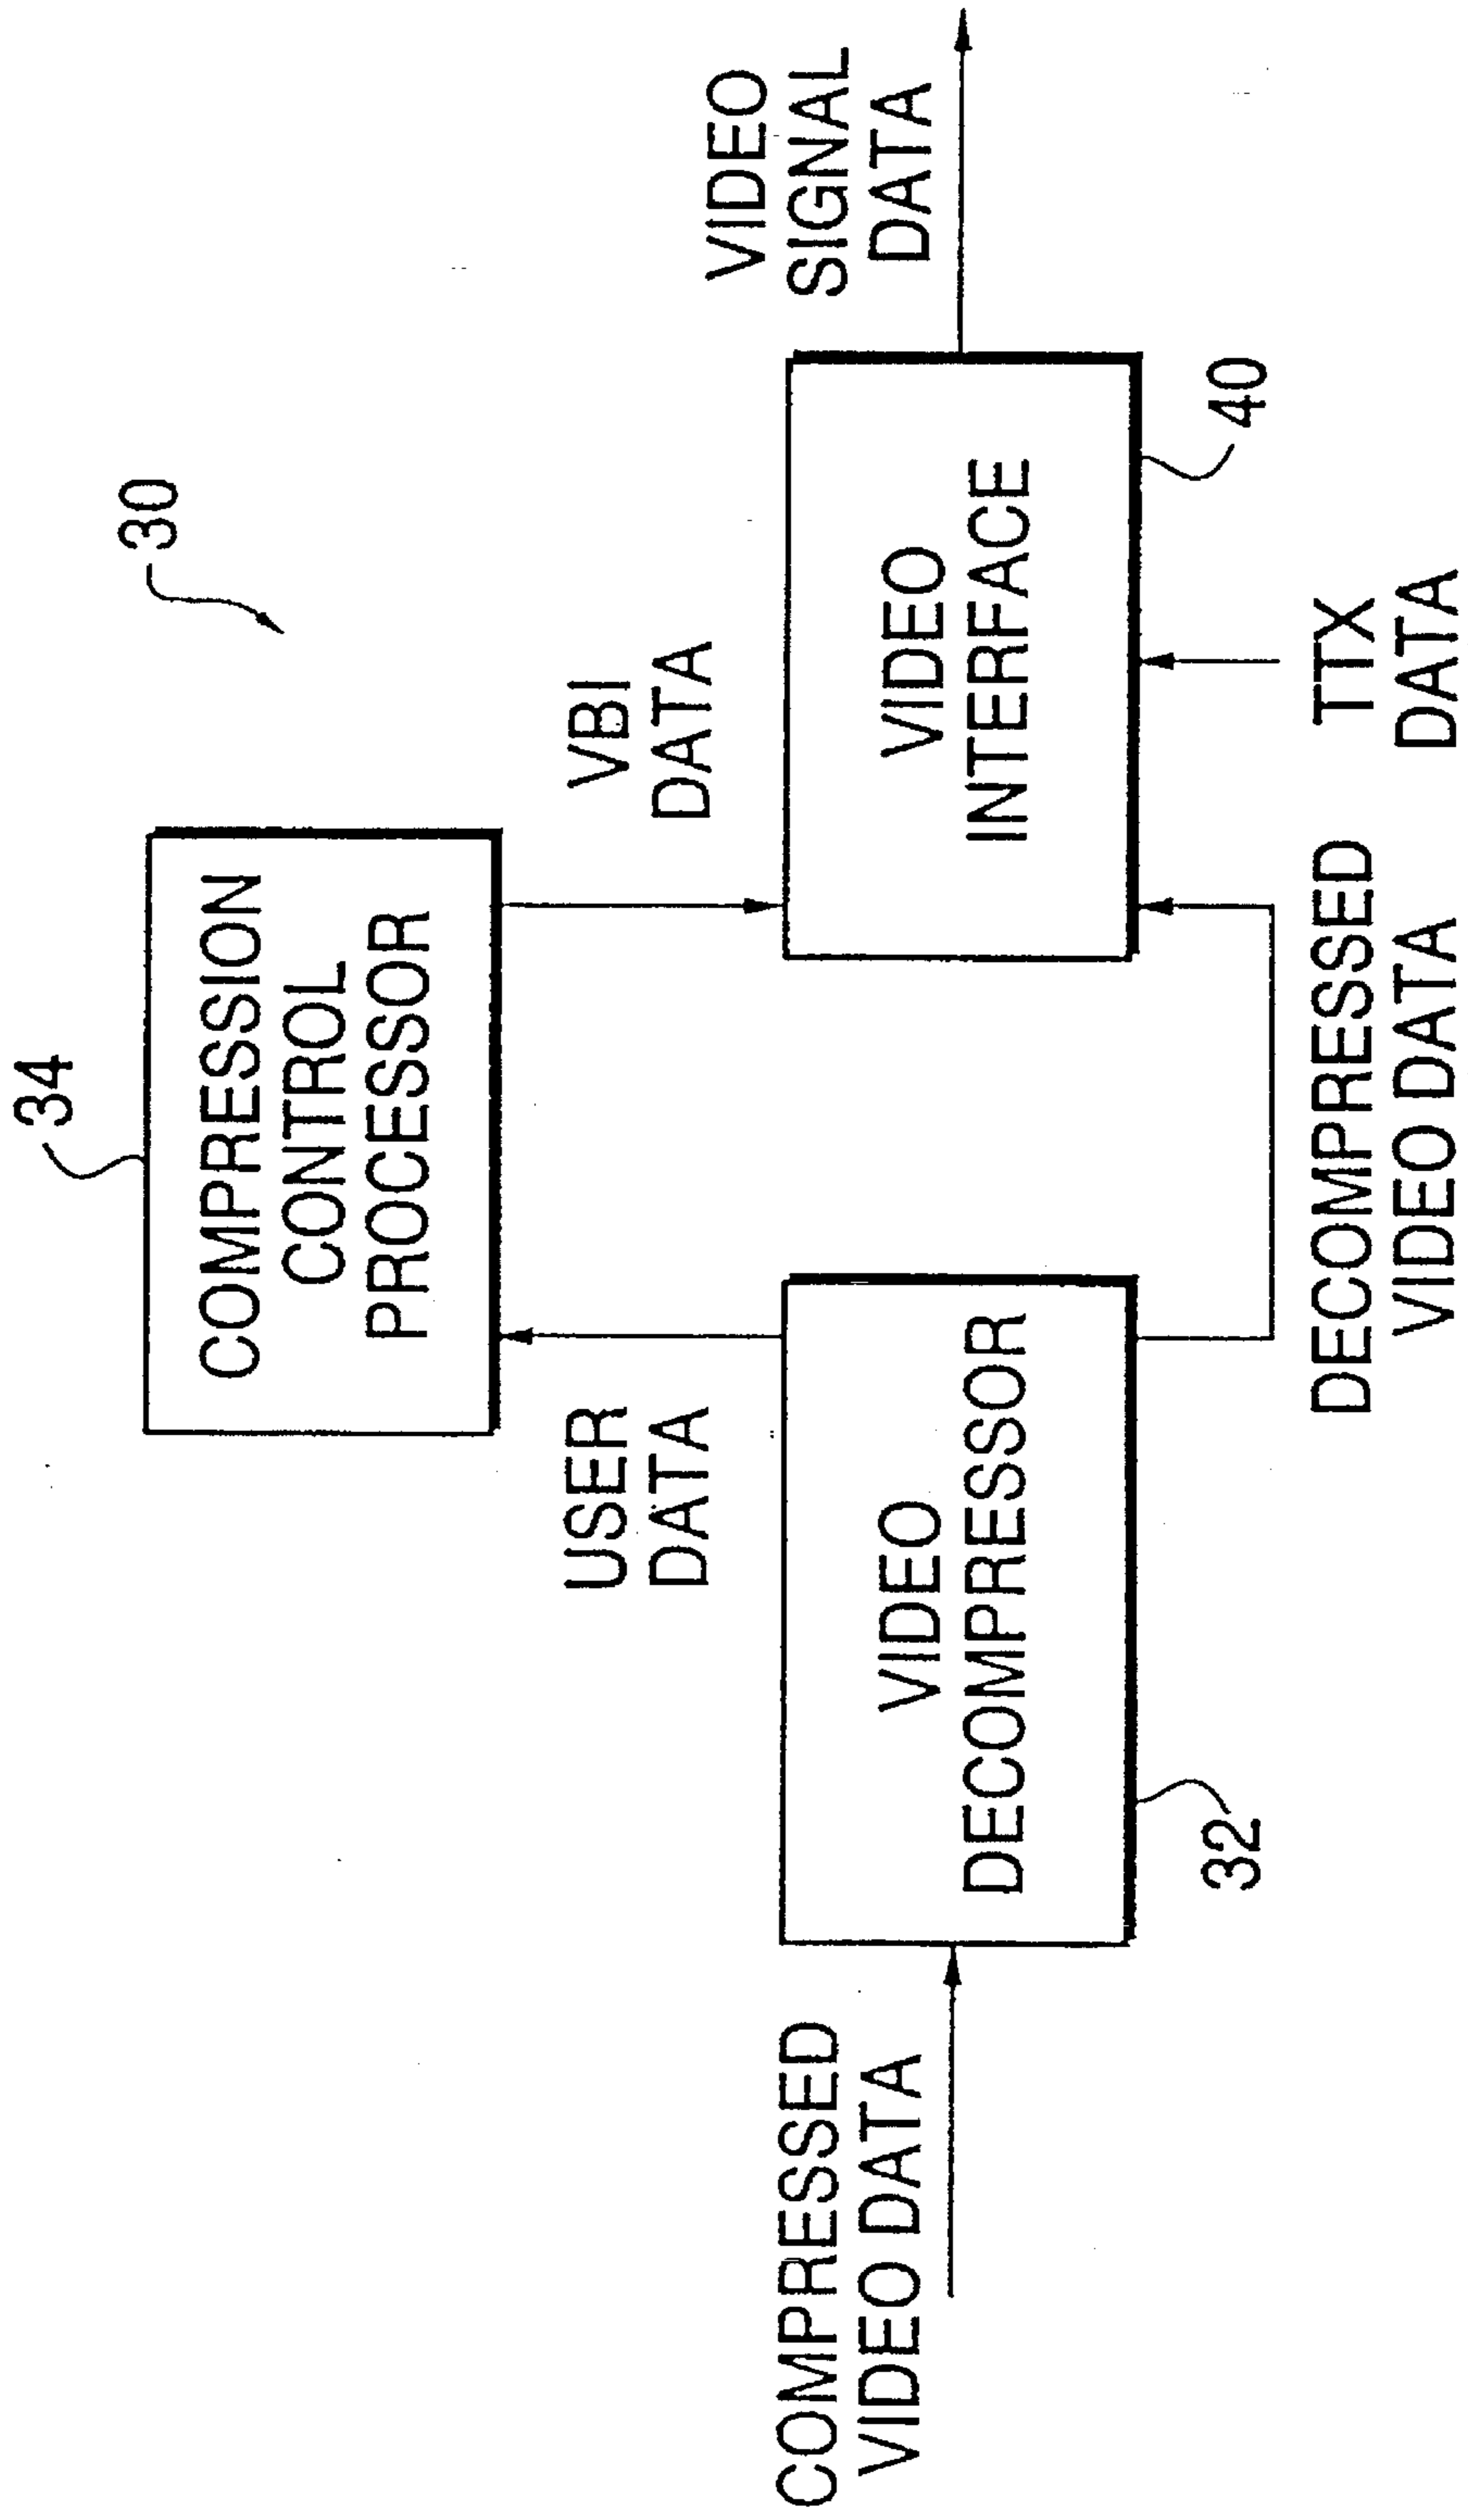 30
34
COMPRESSION
CONTROL
PROCESSOR
USER
DATA
VBI
DATA
VIDEO
SIGNAL
DATA
COMPRESSED
VIDEO DATA
VIDEO
DECOMPRESSOR
VIDEO
INTERFACE
32
40
DECOMPRESSED
VIDEO DATA
TTX
DATA